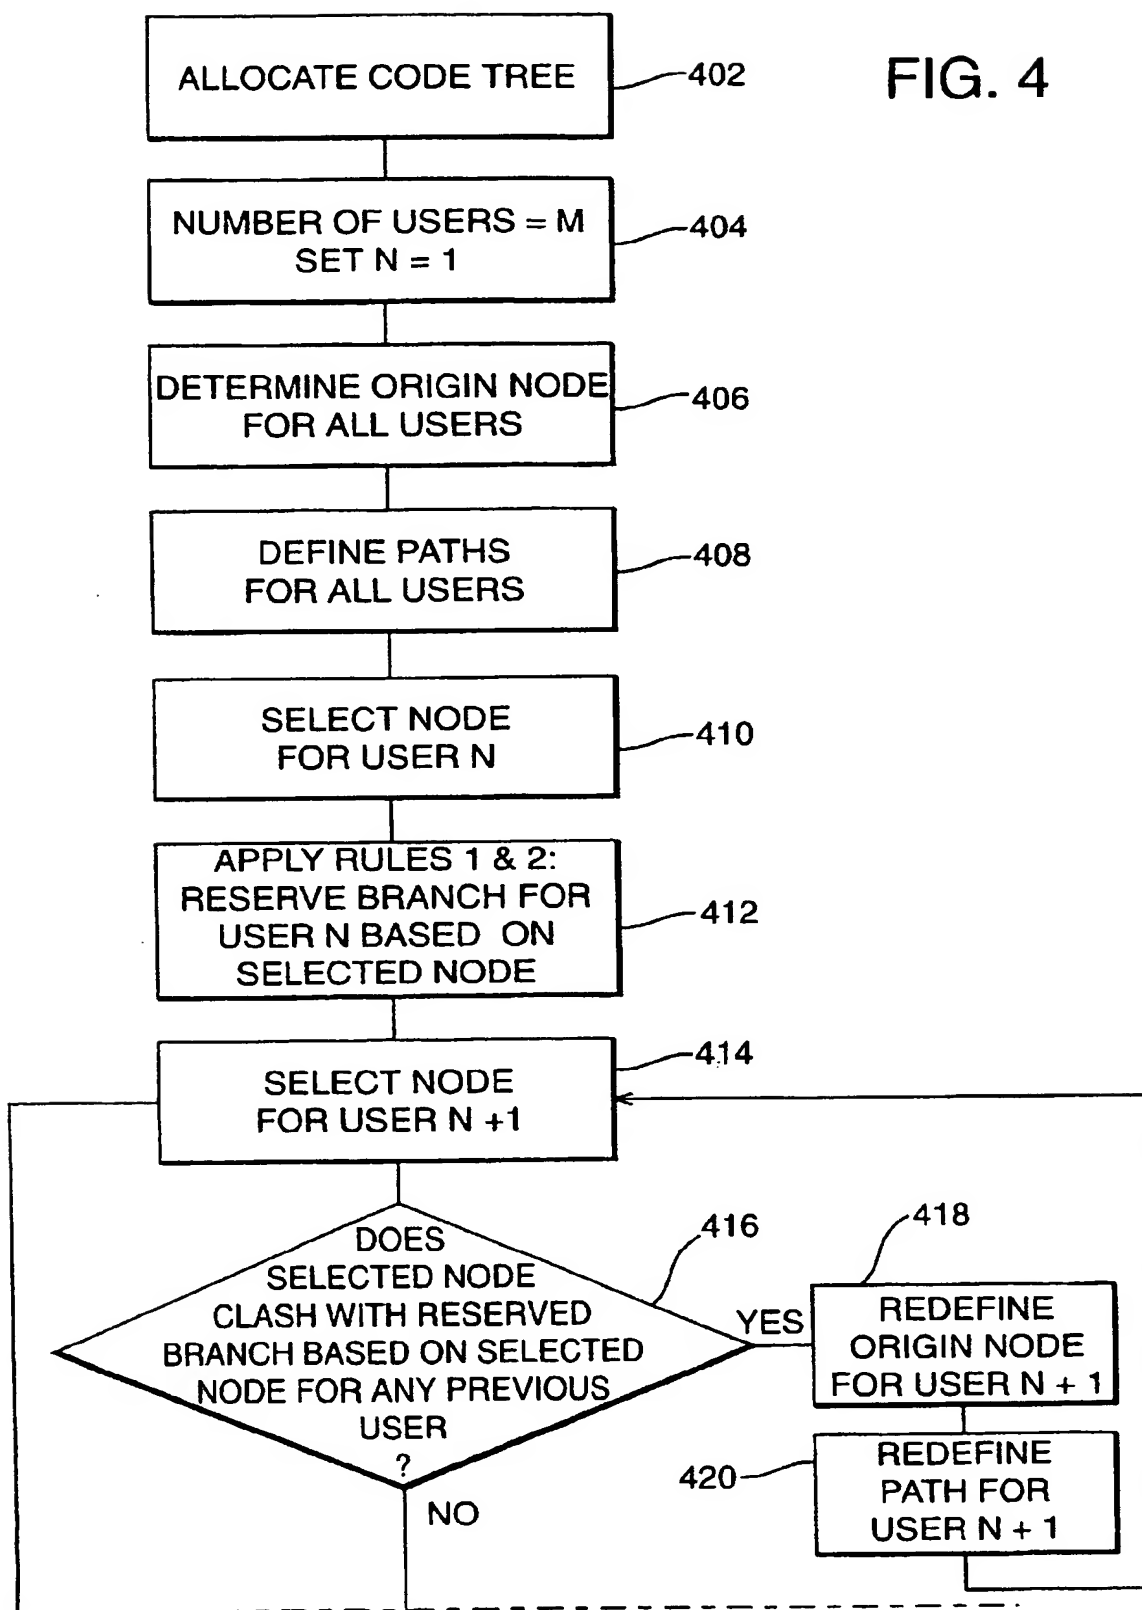 FIG. 4
ALLOCATE CODE TREE
402
NUMBER OF USERS = M
SET N = 1
404
DETERMINE ORIGIN NODE
FOR ALL USERS
406
DEFINE PATHS
FOR ALL USERS
408
SELECT NODE
FOR USER N
410
APPLY RULES 1 & 2:
RESERVE BRANCH FOR
USER N BASED ON
SELECTED NODE
412
SELECT NODE
FOR USER N +1
414
DOES
SELECTED NODE
CLASH WITH RESERVED
BRANCH BASED ON SELECTED
NODE FOR ANY PREVIOUS
USER
?
416
YES
NO
REDEFINE
ORIGIN NODE
FOR USER N + 1
418
REDEFINE
PATH FOR
USER N + 1
420